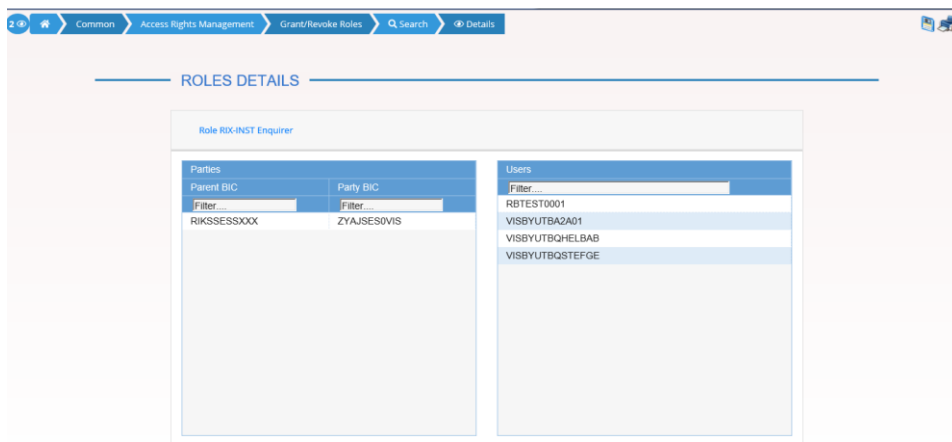 2 Common Access Rights Management Grant/Revoke Roles Search Details
ROLES DETAILS
Role RIX-INST Enquirer
Parties
Parent BIC Party BIC
Filter.... Filter....
RIKSSESSXXX ZYAJSES0VIS
Users
Filter....
RBTEST0001
VISBYUTBA2A01
VISBYUTBQHELBAB
VISBYUTBQSTEFGE